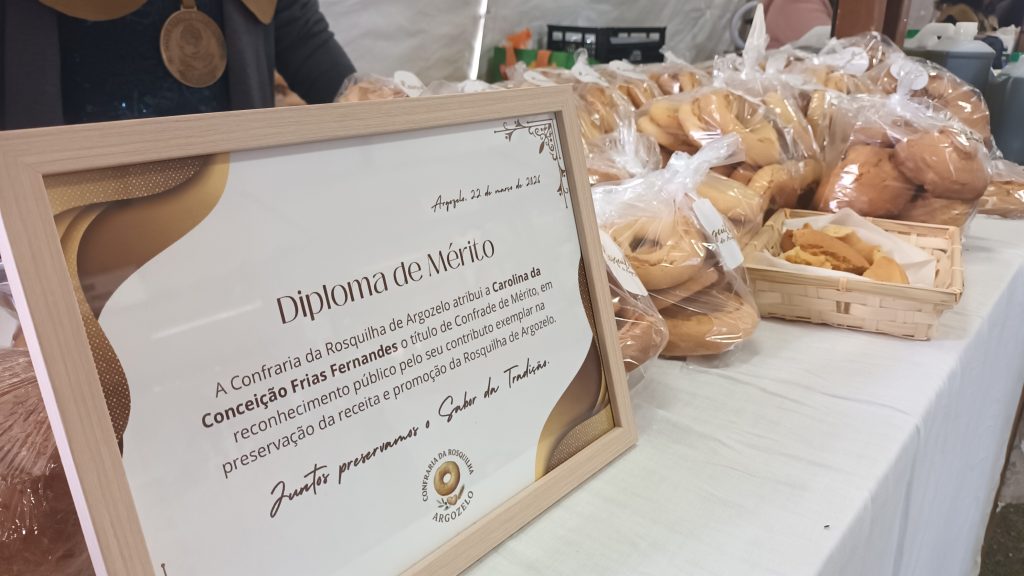 Argozelo, 22 de março de 2026
Diploma de Mérito
A Confraria da Rosquilha de Argozelo atribui a Carolina da
Conceição Frias Fernandes o título de Confrade de Mérito, em
reconhecimento público pelo seu contributo exemplar na
preservação da receita e promoção da Rosquilha de Argozelo.
Juntos preservamos o Sabor da Tradição.
CONFRARIA DA ROSQUILHA
ARGOZELO